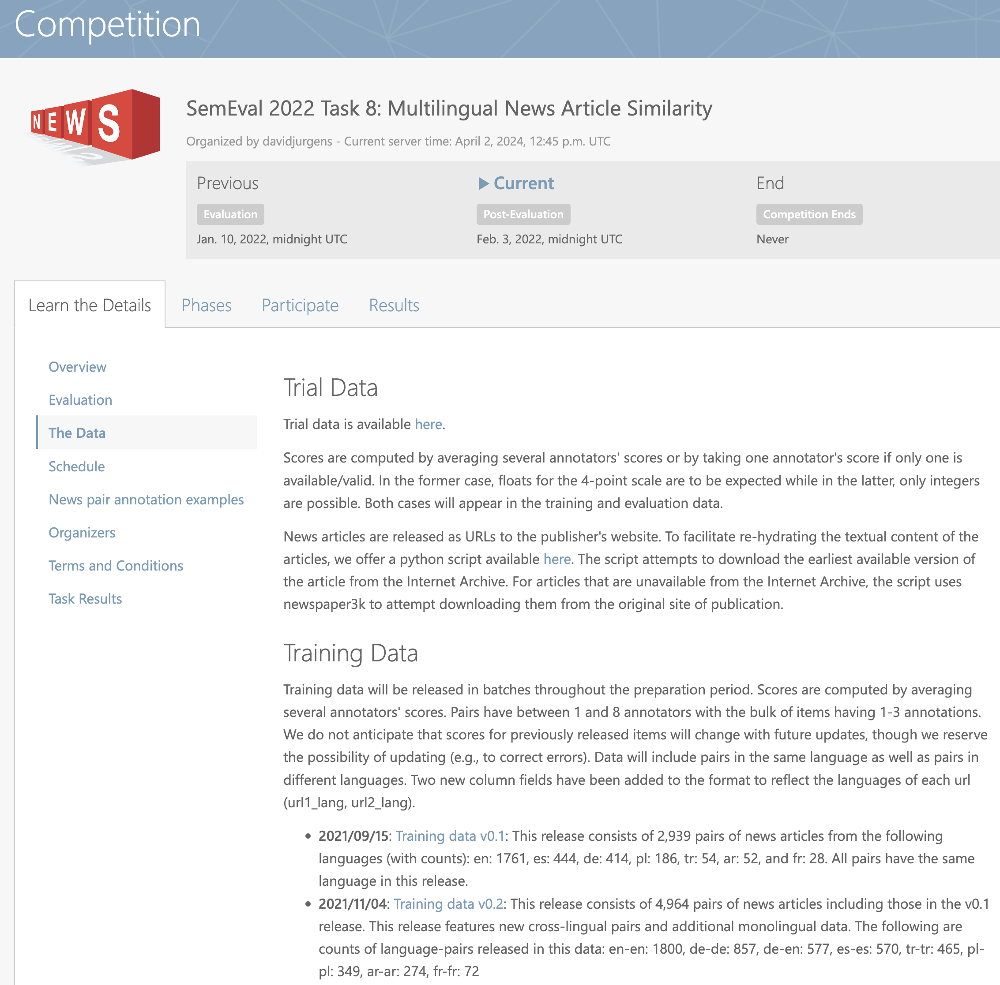 Competition
NEWS
SemEval 2022 Task 8: Multilingual News Article Similarity
Organized by davidjurgens - Current server time: April 2, 2024, 12:45 p.m. UTC
Previous
Evaluation
Jan. 10, 2022, midnight UTC
Current
Post-Evaluation
Feb. 3, 2022, midnight UTC
End
Competition Ends
Never
Learn the Details
Phases
Participate
Results
Overview
Evaluation
The Data
Schedule
News pair annotation examples
Organizers
Terms and Conditions
Task Results
Trial Data
Trial data is available here.
Scores are computed by averaging several annotators' scores or by taking one annotator's score if only one is
available/valid. In the former case, floats for the 4-point scale are to be expected while in the latter, only integers
are possible. Both cases will appear in the training and evaluation data.
News articles are released as URLs to the publisher's website. To facilitate re-hydrating the textual content of the
articles, we offer a python script available here. The script attempts to download the earliest available version of
the article from the Internet Archive. For articles that are unavailable from the Internet Archive, the script uses
newspaper3k to attempt downloading them from the original site of publication.
Training Data
Training data will be released in batches throughout the preparation period. Scores are computed by averaging
several annotators' scores. Pairs have between 1 and 8 annotators with the bulk of items having 1-3 annotations.
We do not anticipate that scores for previously released items will change with future updates, though we reserve
the possibility of updating (e.g., to correct errors). Data will include pairs in the same language as well as pairs in
different languages. Two new column fields have been added to the format to reflect the languages of each url
(url1_lang, url2_lang).
• 2021/09/15: Training data v0.1: This release consists of 2,939 pairs of news articles from the following
languages (with counts): en: 1761, es: 444, de: 414, pl: 186, tr: 54, ar: 52, and fr: 28. All pairs have the same
language in this release.
• 2021/11/04: Training data v0.2: This release consists of 4,964 pairs of news articles including those in the v0.1
release. This release features new cross-lingual pairs and additional monolingual data. The following are
counts of language-pairs released in this data: en-en: 1800, de-de: 857, de-en: 577, es-es: 570, tr-tr: 465, pl-
pl: 349, ar-ar: 274, fr-fr: 72